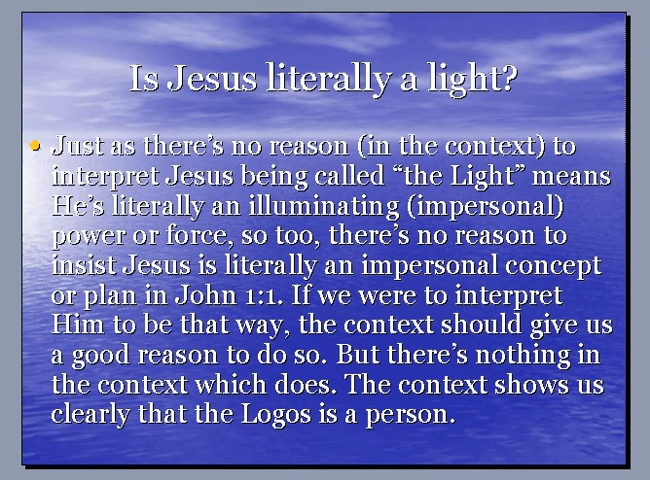 Is Jesus literally a light?
• Just as there's no reason (in the context) to
interpret Jesus being called “the Light” means
He's literally an illuminating (impersonal)
power or force, so too, there's no reason to
insist Jesus is literally an impersonal concept
or plan in John 1:1. If we were to interpret
Him to be that way, the context should give us
a good reason to do so. But there's nothing in
the context which does. The context shows us
clearly that the Logos is a person.